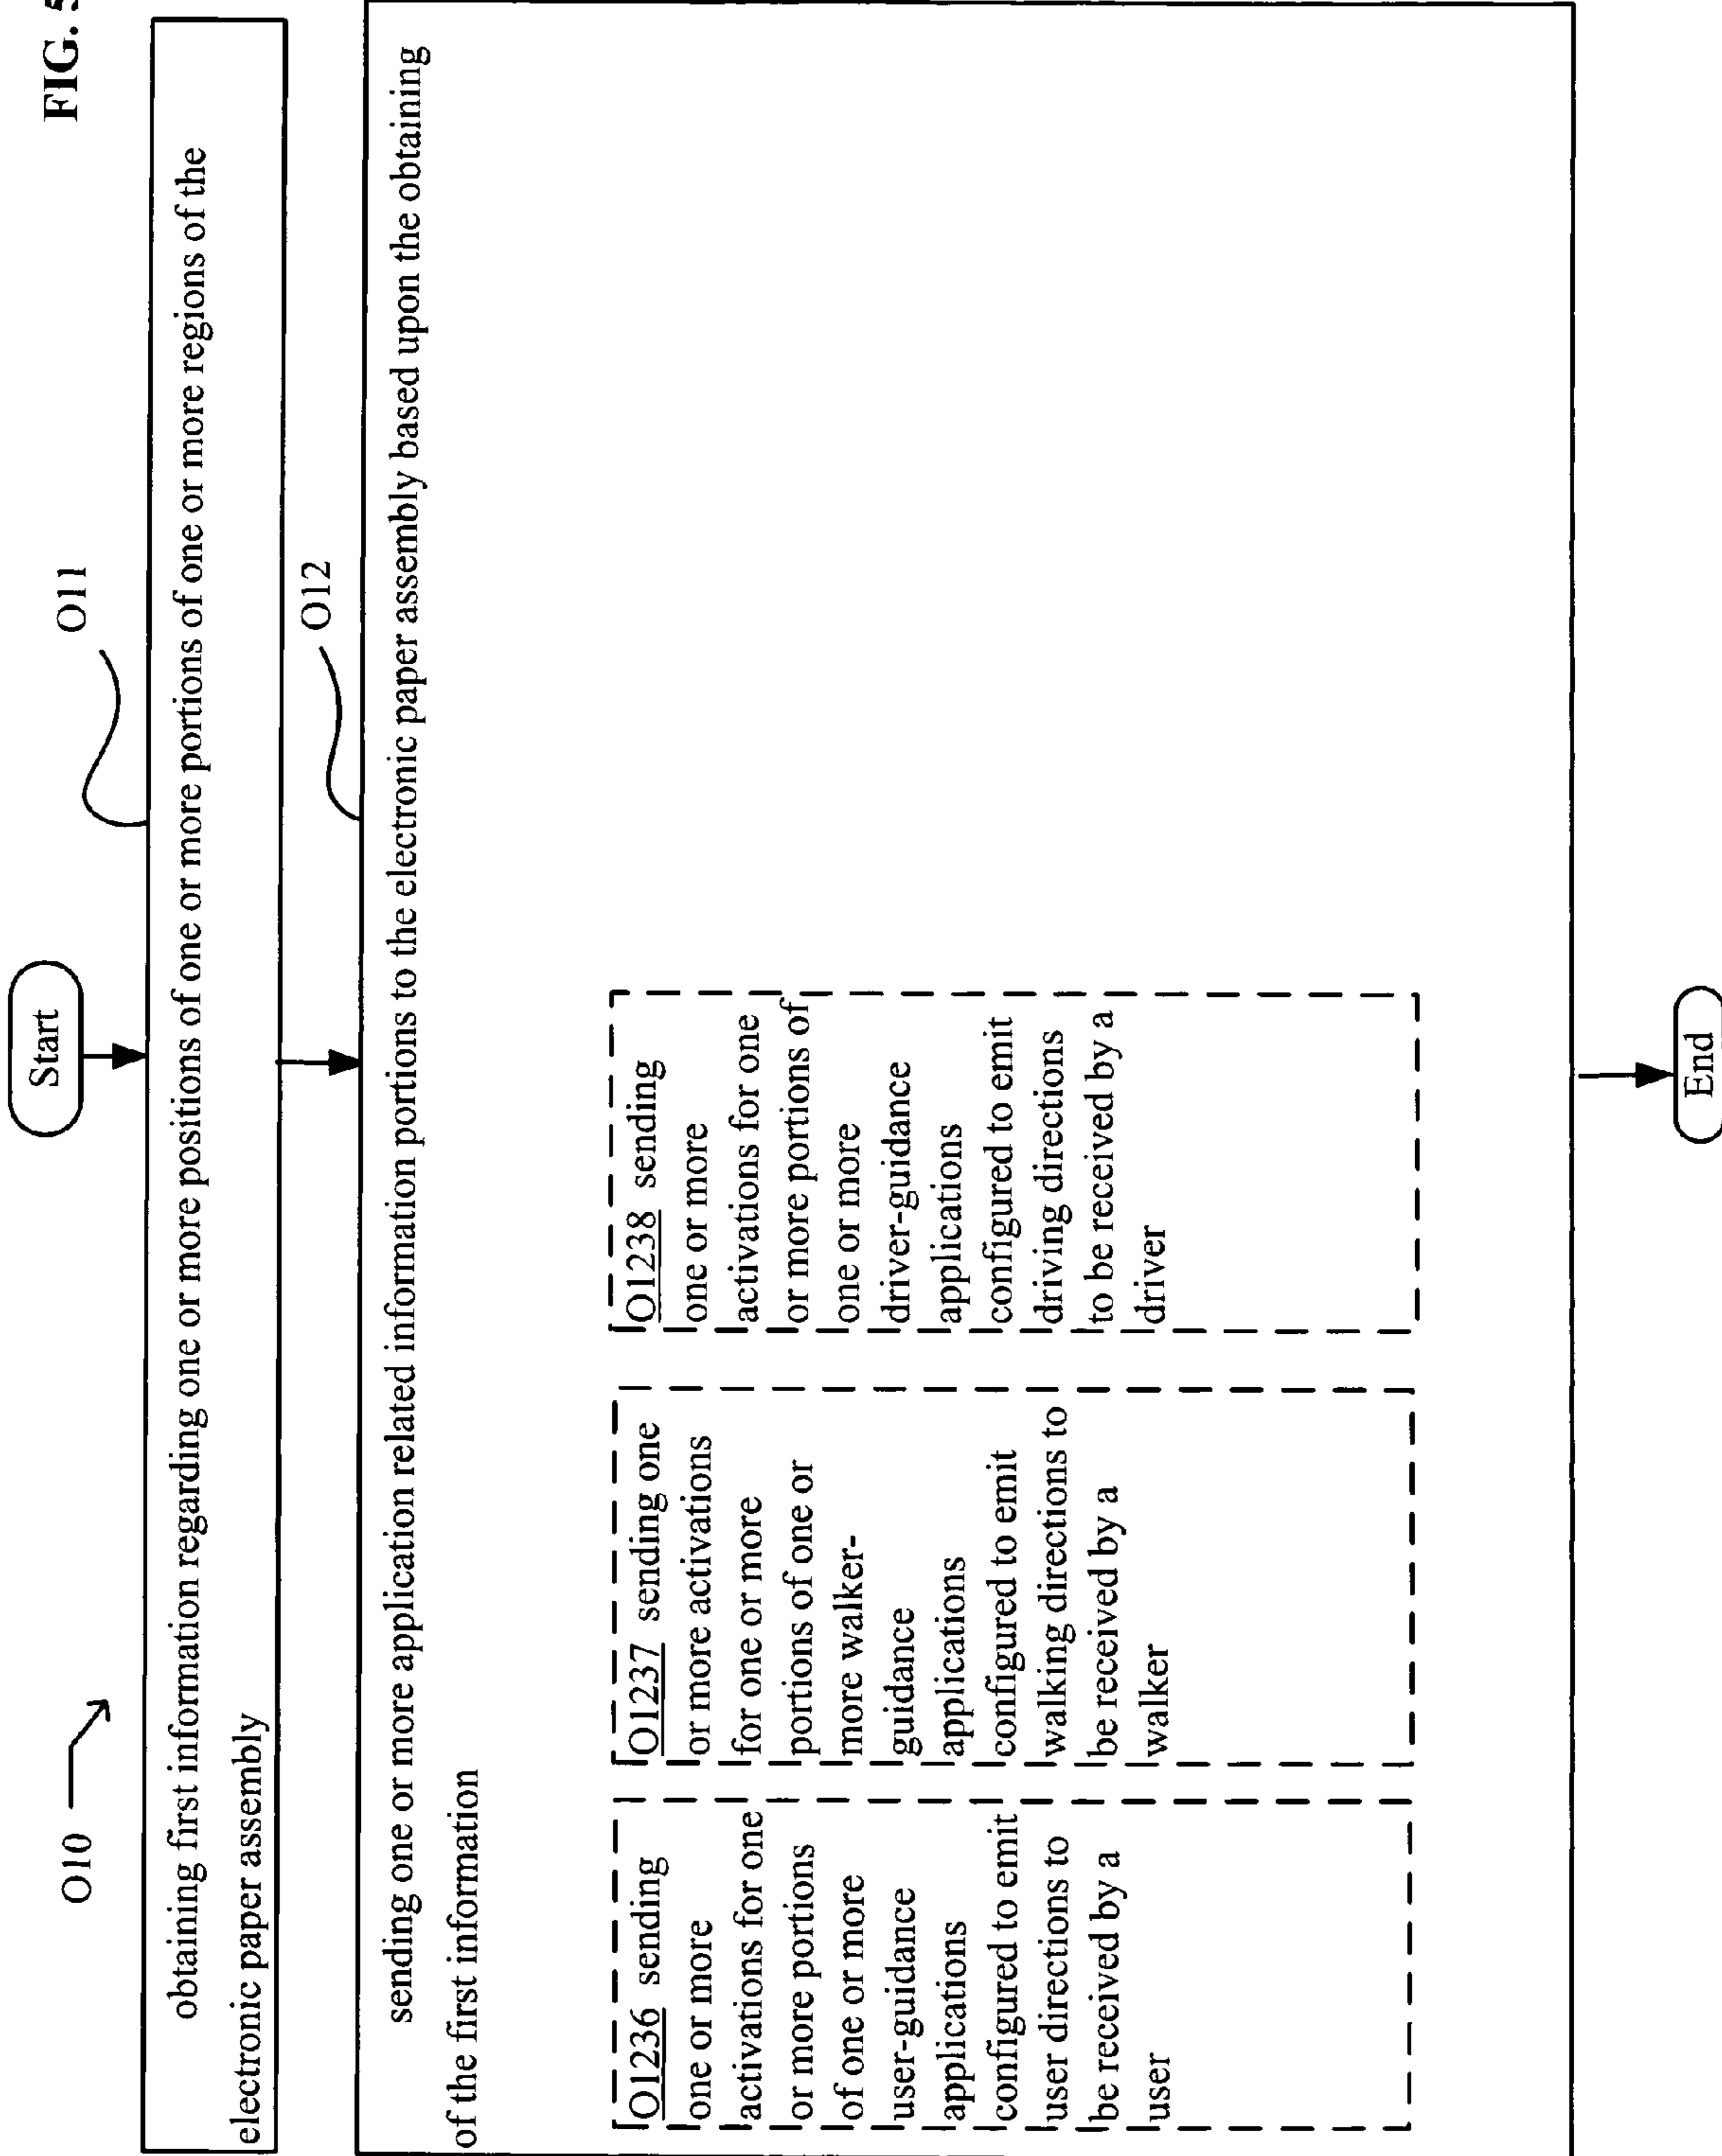 FIG. 5
Start
O10
O11
obtaining first information regarding one or more positions of one or more portions of one or more regions of the
electronic paper assembly
O12
sending one or more application related information portions to the electronic paper assembly based upon the obtaining
of the first information
O1236 sending
one or more
activations for one
or more portions
of one or more
user-guidance
applications
configured to emit
user directions to
be received by a
user
O1237 sending one
or more activations
for one or more
portions of one or
more walker-
guidance
applications
configured to emit
walking directions to
be received by a
walker
O1238 sending
one or more
activations for one
or more portions of
one or more
driver-guidance
applications
configured to emit
driving directions
to be received by a
driver
End